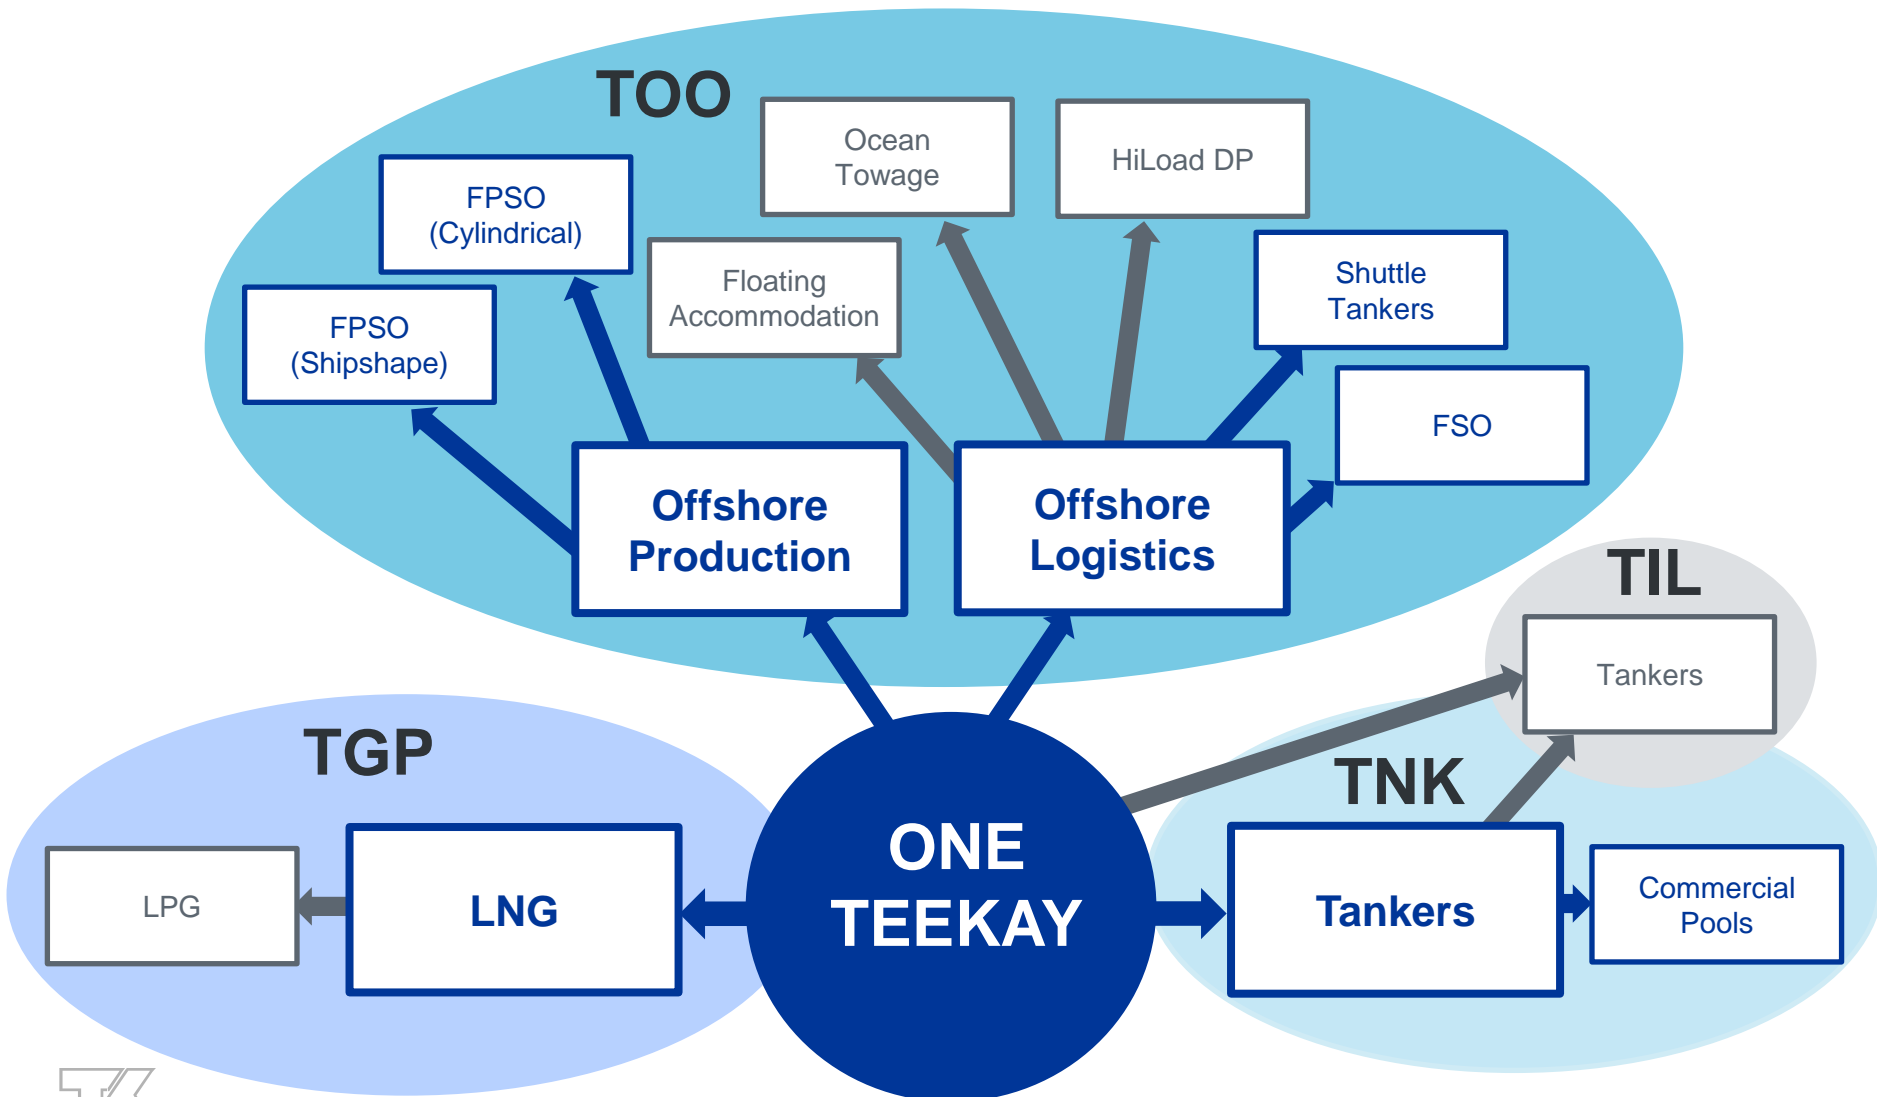 TOO
Ocean
Towage
HiLoad DP
FPSO
(Cylindrical)
Floating
Accommodation
Shuttle
Tankers
FPSO
(Shipshape)
FSO
Offshore
Production
Offshore
Logistics
TIL
Tankers
TGP
TNK
LPG
LNG
ONE
TEEKAY
Tankers
Commercial
Pools